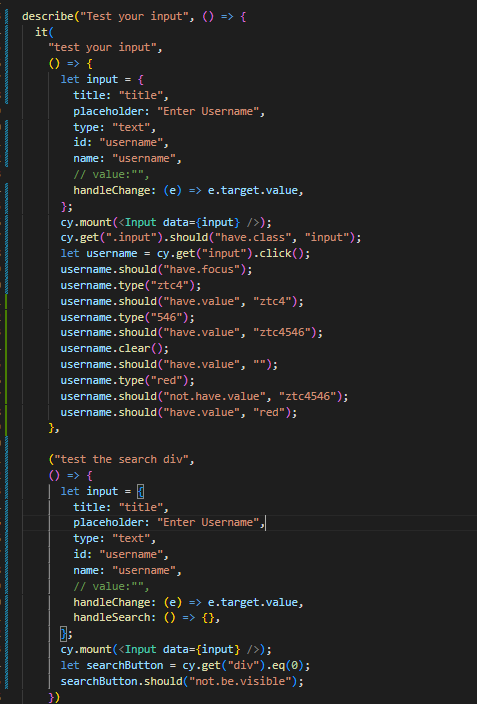 describe("Test your input", () => {
  it(
    "test your input",
    () => {
      let input = {
        title: "title",
        placeholder: "Enter Username",
        type: "text",
        id: "username",
        name: "username",
        // value:"",
        handleChange: (e) => e.target.value,
      };
      cy.mount(<Input data={input} />);
      cy.get(".input").should("have.class", "input");
      let username = cy.get("input").click();
      username.should("have.focus");
      username.type("ztc4");
      username.should("have.value", "ztc4");
      username.type("546");
      username.should("have.value", "ztc4546");
      username.clear();
      username.should("have.value", "");
      username.type("red");
      username.should("not.have.value", "ztc4546");
      username.should("have.value", "red");
    },

    ("test the search div",
    () => {
      let input = {
        title: "title",
        placeholder: "Enter Username",
        type: "text",
        id: "username",
        name: "username",
        // value:"",
        handleChange: (e) => e.target.value,
        handleSearch: () => {},
      };
      cy.mount(<Input data={input} />);
      let searchButton = cy.get("div").eq(0);
      searchButton.should("not.be.visible");
    })